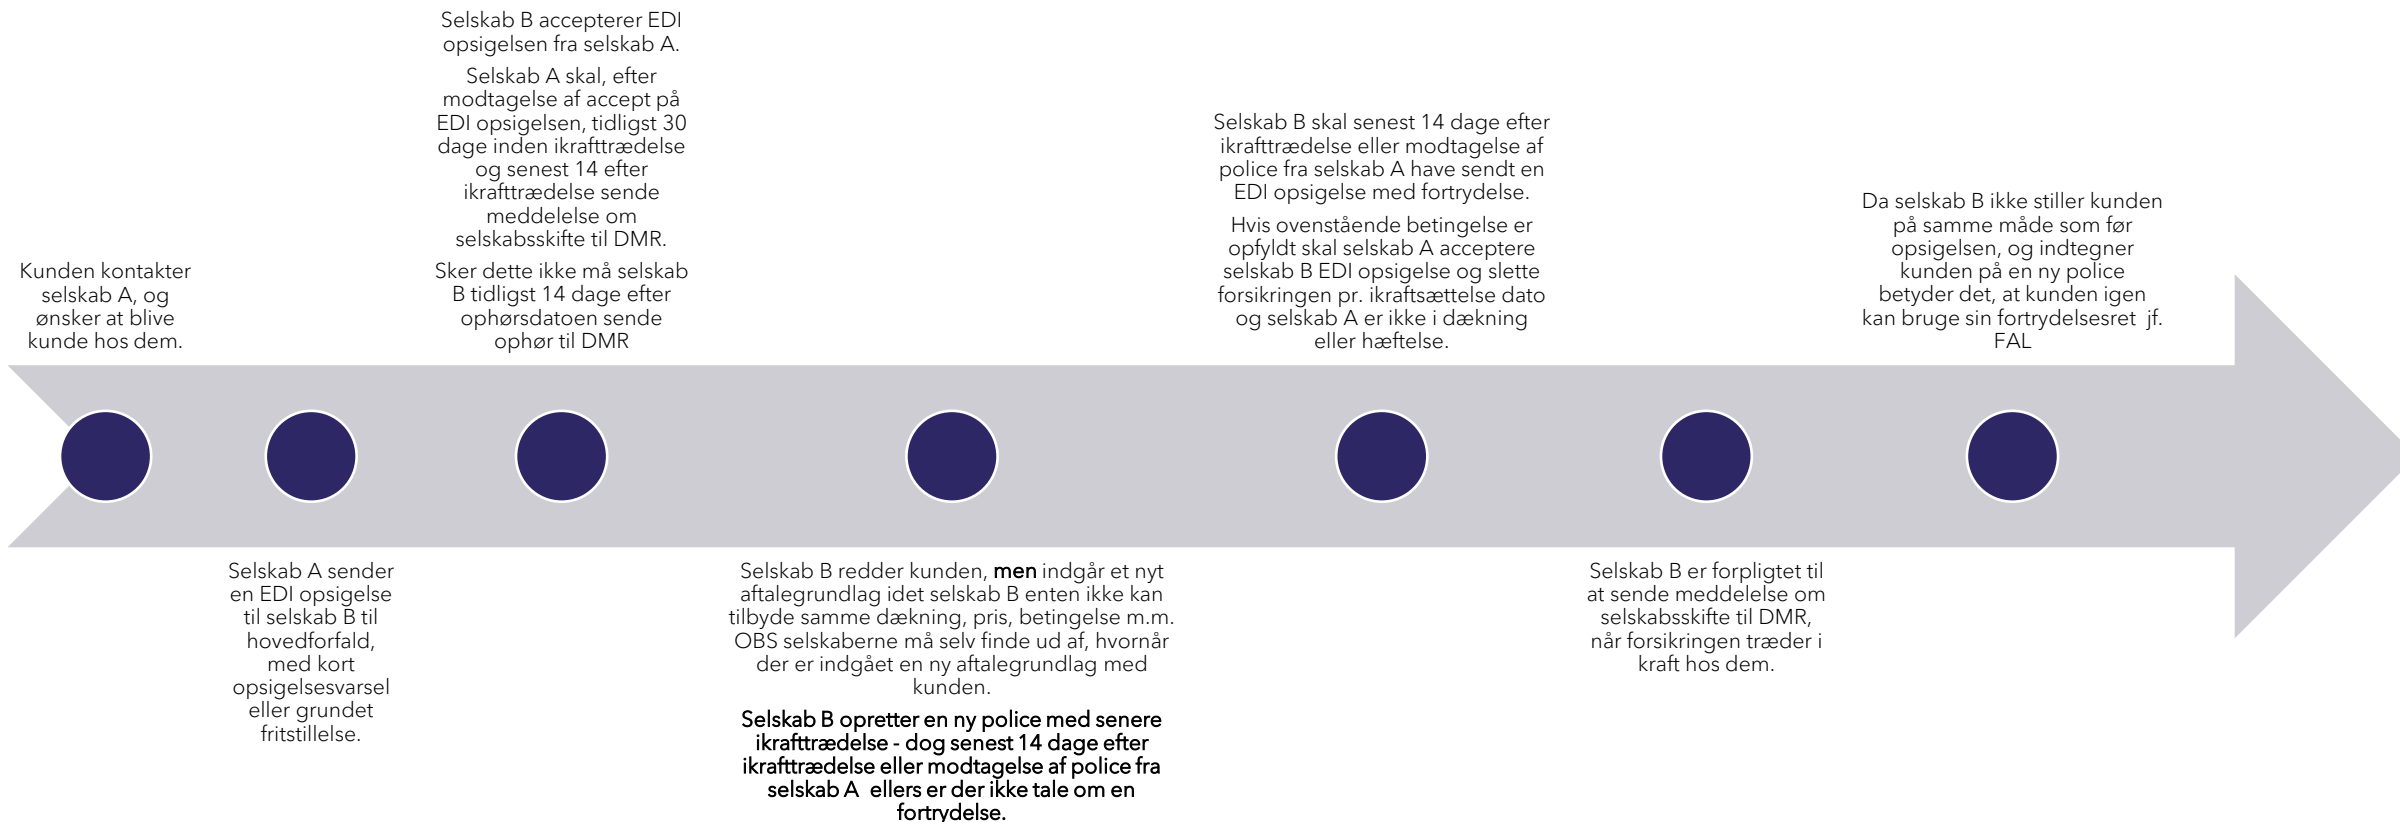 Kunden kontakter
selskab A, og
ønsker at blive
kunde hos dem.
Selskab A sender
en EDI opsigelse
til selskab B til
hovedforfald,
med kort
opsigelsesvarsel
eller grundet
fritstillelse.
Selskab B accepterer EDI
opsigelsen fra selskab A.
Selskab A skal, efter
modtagelse af accept på
EDI opsigelsen, tidligst 30
dage inden ikrafttrædelse
og senest 14 efter
ikrafttrædelse sende
meddelelse om
selskabsskifte til DMR.
Sker dette ikke må selskab
B tidligst 14 dage efter
ophørsdatoen sende
ophør til DMR
Selskab B redder kunden, men indgår et nyt
aftalegrundlag idet selskab B enten ikke kan
tilbyde samme dækning, pris, betingelse m.m.
OBS selskaberne må selv finde ud af, hvornår
der er indgået en ny aftalegrundlag med
kunden.
Selskab B opretter en ny police med senere
ikrafttrædelse - dog senest 14 dage efter
ikrafttrædelse eller modtagelse af police fra
selskab A  ellers er der ikke tale om en
fortrydelse.
Selskab B skal senest 14 dage efter
ikrafttrædelse eller modtagelse af
police fra selskab A have sendt en
EDI opsigelse med fortrydelse.
Hvis ovenstående betingelse er
opfyldt skal selskab A acceptere
selskab B EDI opsigelse og slette
forsikringen pr. ikraftsættelse dato
og selskab A er ikke i dækning
eller hæftelse.
Selskab B er forpligtet til
at sende meddelelse om
selskabsskifte til DMR,
når forsikringen træder i
kraft hos dem.
Da selskab B ikke stiller kunden
på samme måde som før
opsigelsen, og indtegner
kunden på en ny police
betyder det, at kunden igen
kan bruge sin fortrydelsesret  jf.
FAL